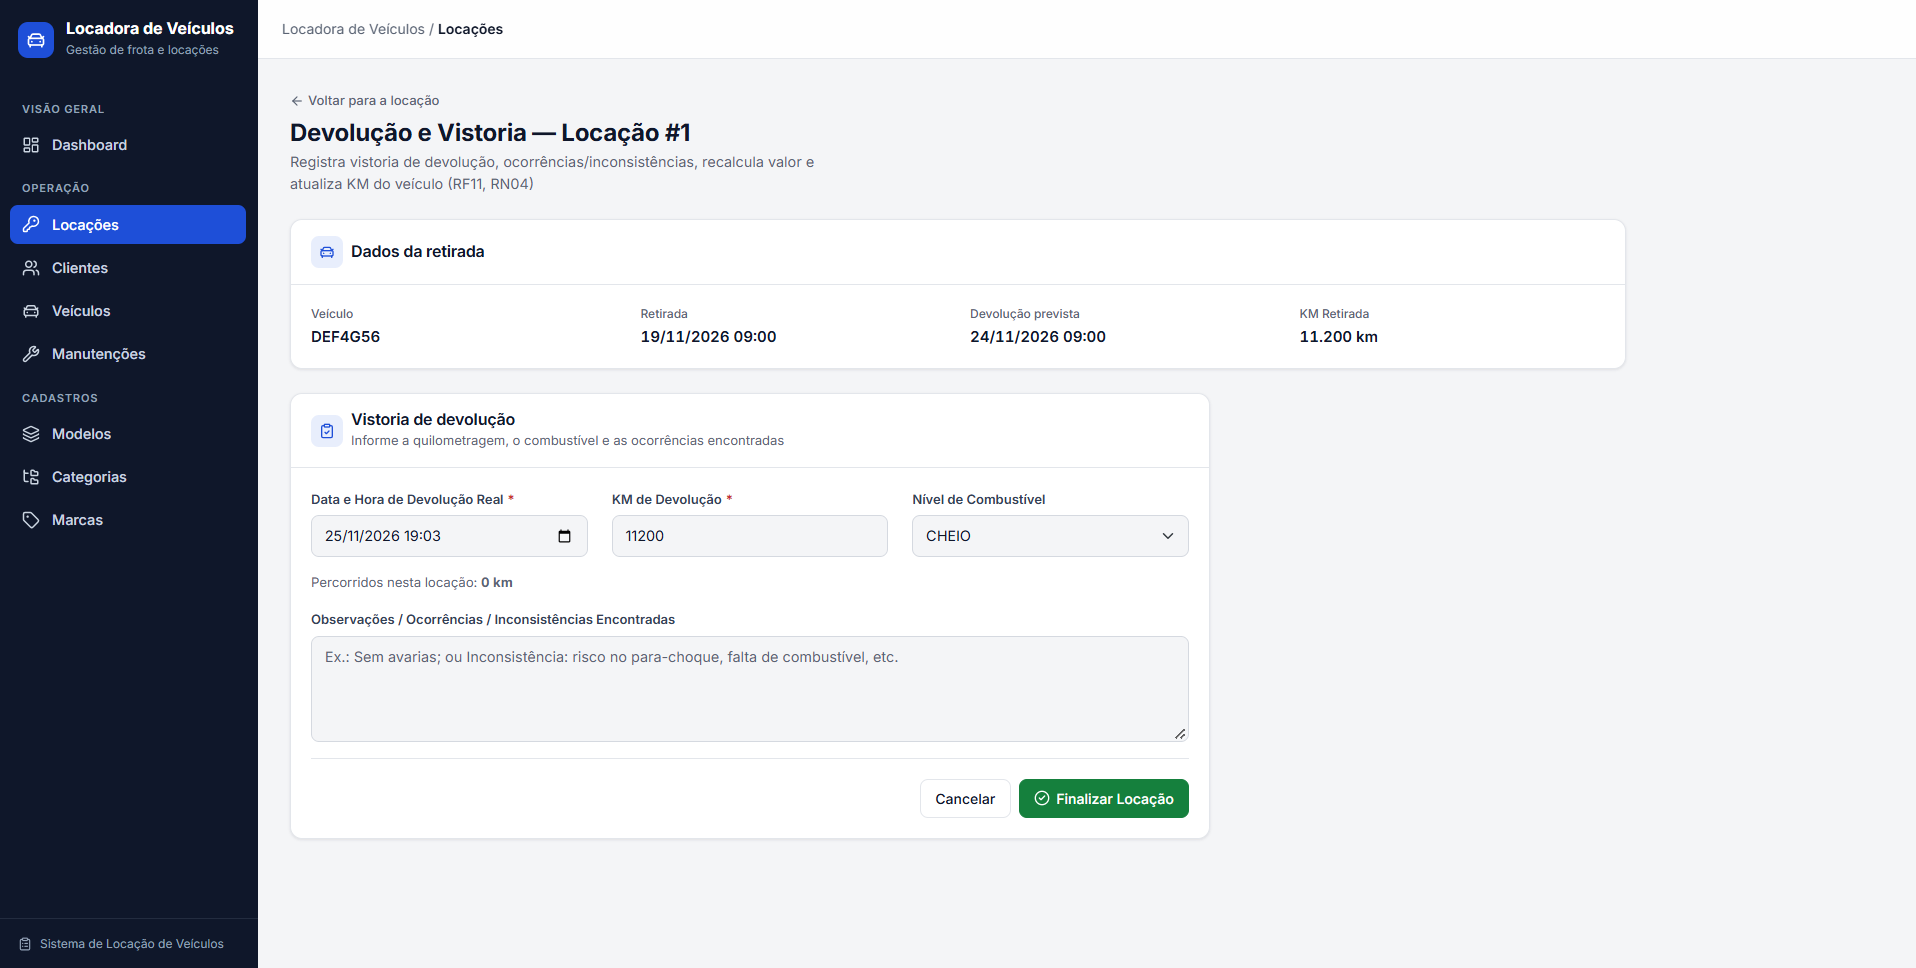 Locadora de Veículos
Gestão de frota e locações
VISÃO GERAL
Dashboard
OPERAÇÃO
Locações
Clientes
Veículos
Manutenções
CADASTROS
Modelos
Categorias
Marcas
Sistema de Locação de Veículos
Locadora de Veículos / Locações
← Voltar para a locação
Devolução e Vistoria — Locação #1
Registra vistoria de devolução, ocorrências/inconsistências, recalcula valor e
atualiza KM do veículo (RF11, RN04)
Dados da retirada
Veículo
DEF4G56
Retirada
19/11/2026 09:00
Devolução prevista
24/11/2026 09:00
KM Retirada
11.200 km
Vistoria de devolução
Informe a quilometragem, o combustível e as ocorrências encontradas
Data e Hora de Devolução Real *
25/11/2026 19:03
KM de Devolução *
11200
Nível de Combustível
CHEIO
Percorridos nesta locação: 0 km
Observações / Ocorrências / Inconsistências Encontradas
Ex.: Sem avarias; ou Inconsistência: risco no para-choque, falta de combustível, etc.
Cancelar
Finalizar Locação